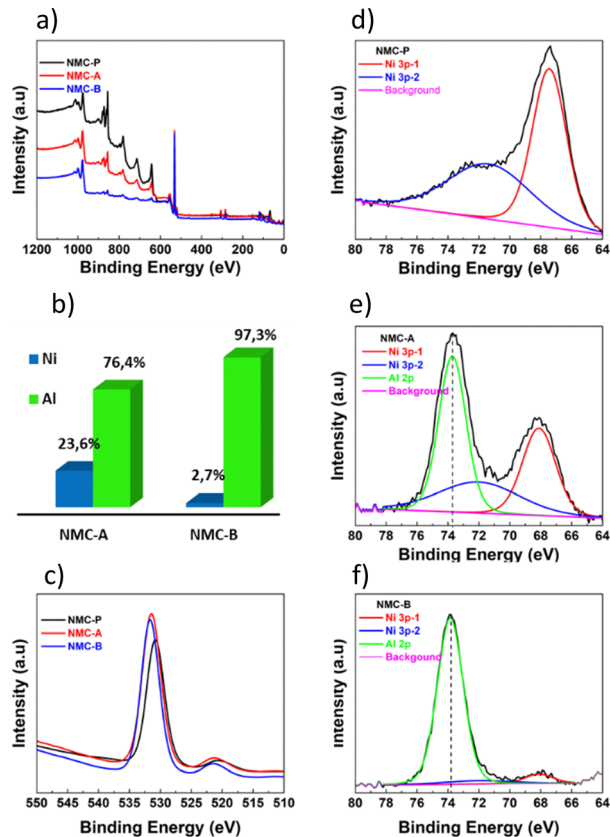 a)
NMC-P
NMC-A
NMC-B
Intensity (a.u)
1200 1000 800 600 400 200 0
Binding Energy (eV)
b)
Ni
Al
23,6%
76,4%
2,7%
97,3%
NMC-A NMC-B
c)
NMC-P
NMC-A
NMC-B
Intensity (a.u)
550 545 540 535 530 525 520 515 510
Binding Energy (eV)
d)
NMC-P
Ni 3p-1
Ni 3p-2
Background
Intensity (a.u)
80 78 76 74 72 70 68 66 64
Binding Energy (eV)
e)
NMC-A
Ni 3p-1
Ni 3p-2
Al 2p
Background
Intensity (a.u)
80 78 76 74 72 70 68 66 64
Binding Energy (eV)
f)
NMC-B
Ni 3p-1
Ni 3p-2
Al 2p
Backgound
Intensity (a.u)
80 78 76 74 72 70 68 66 64
Binding Energy (eV)